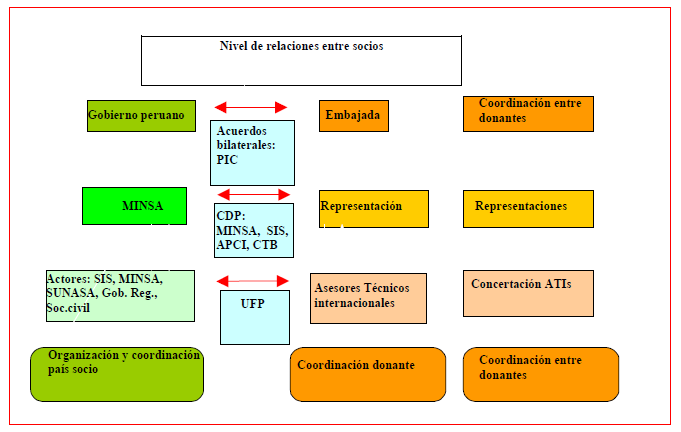 Nivel de relaciones entre socios
Gobierno peruano
Embajada
Coordinación entre
donantes
Acuerdos
bilaterales:
PIC
MINSA
Representación
Representaciones
CDP:
MINSA, SIS,
APCI, CTB
Actores: SIS, MINSA,
SUNASA, Gob. Reg.,
Soc.civil
UFP
Asesores Técnicos
internacionales
Concertación ATIs
Organización y coordinación
país socio
Coordinación donante
Coordinación entre
donantes